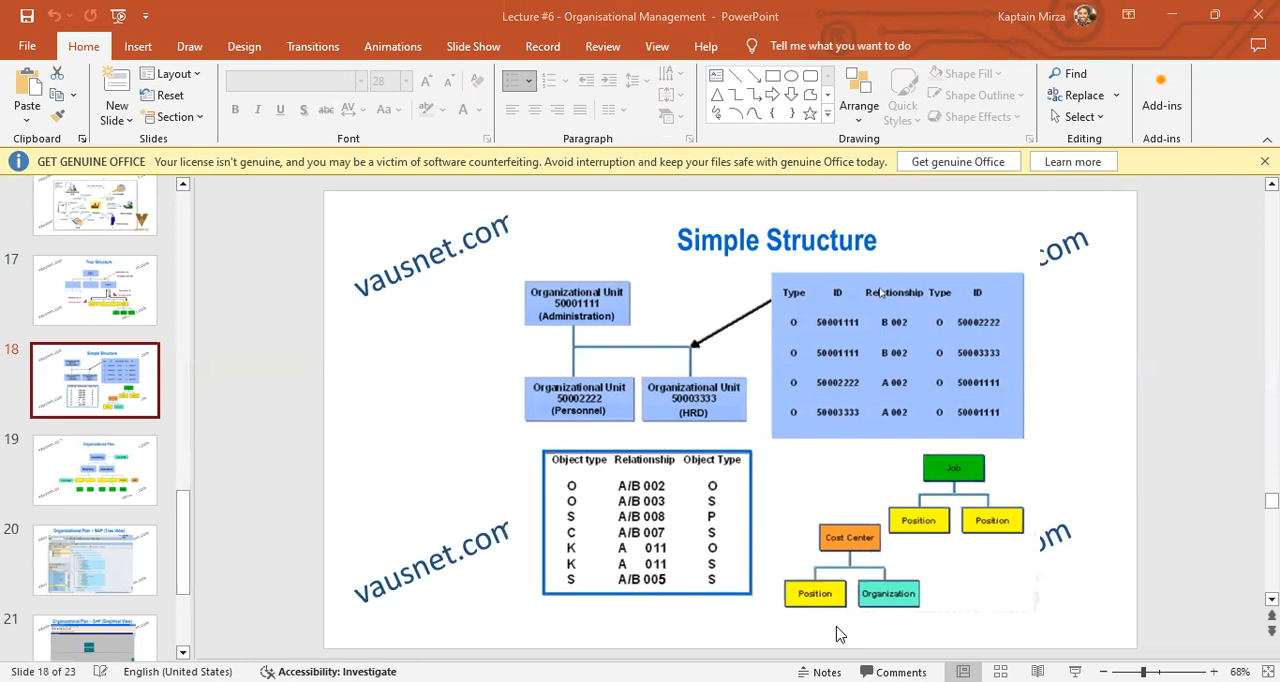 Lecture #6 - Organisational Management - PowerPoint
Kaptain Mirza
File Home Insert Draw Design Transitions Animations Slide Show Record Review View Help Tell me what you want to do
Paste
Clipboard
New
Slide
Layout
Reset
Section
Slides
28
B I U S abc AV Aa A
Font
Paragraph
Arrange
Quick
Styles
Shape Fill
Shape Outline
Shape Effects
Drawing
Find
Replace
Select
Editing
Add-ins
Add-ins
GET GENUINE OFFICE Your license isn't genuine, and you may be a victim of software counterfeiting. Avoid interruption and keep your files safe with genuine Office today. Get genuine Office Learn more
17
18
19
20
21
Simple Structure
vausnet.com
.com
Organizational Unit
50001111
(Administration)
Organizational Unit
50002222
(Personnel)
Organizational Unit
50003333
(HRD)
Type ID Relationship Type ID
O 50001111 B 002 O 50002222
O 50001111 B 002 O 50003333
O 50002222 A 002 O 50001111
O 50003333 A 002 O 50001111
Object type Relationship Object Type
O A/B 002 O
O A/B 003 S
S A/B 008 P
C A/B 007 S
K A 011 O
K A 011 S
S A/B 005 S
Job
Position Position
Cost Center
Position Organization
vausnet.com
om
Slide 18 of 23 English (United States) Accessibility: Investigate Notes Comments 68%